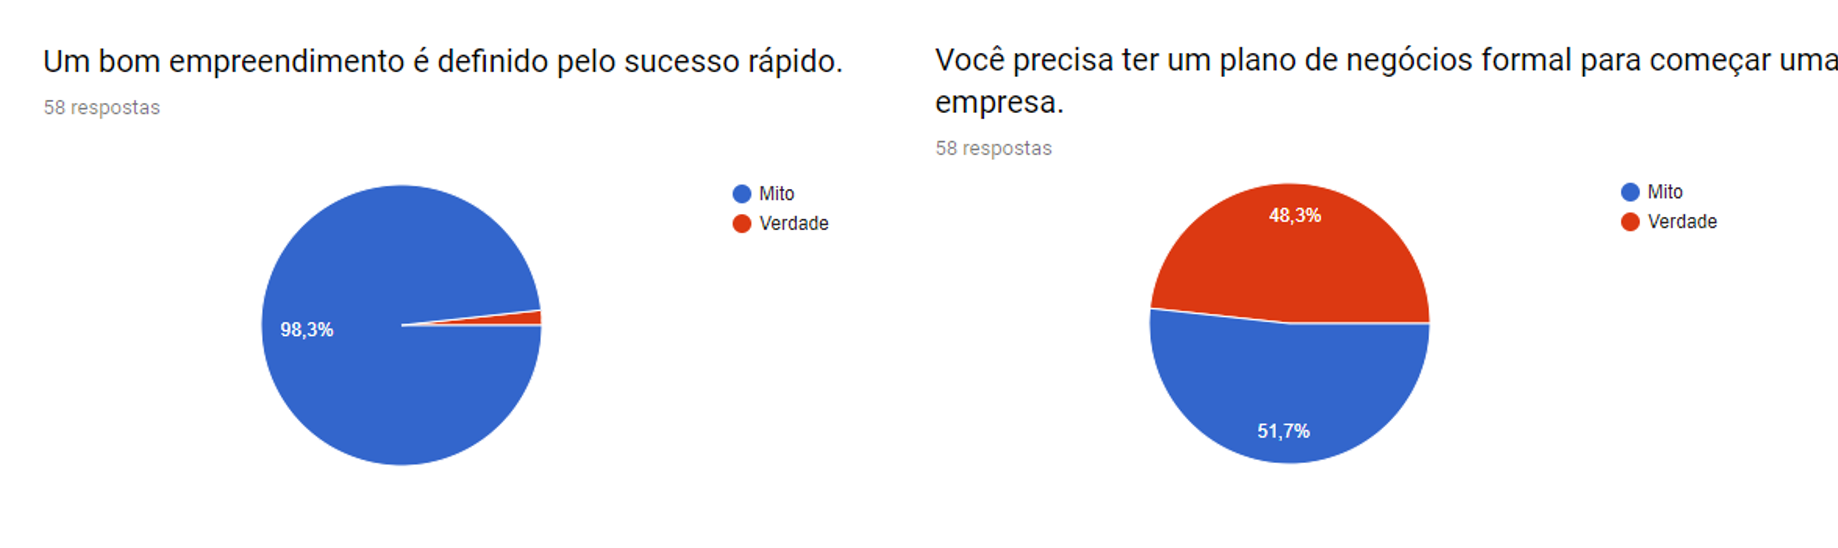 Um bom empreendimento é definido pelo sucesso rápido.
58 respostas
Mito
Verdade
98,3%
Você precisa ter um plano de negócios formal para começar uma
empresa.
58 respostas
Mito
Verdade
48,3%
51,7%